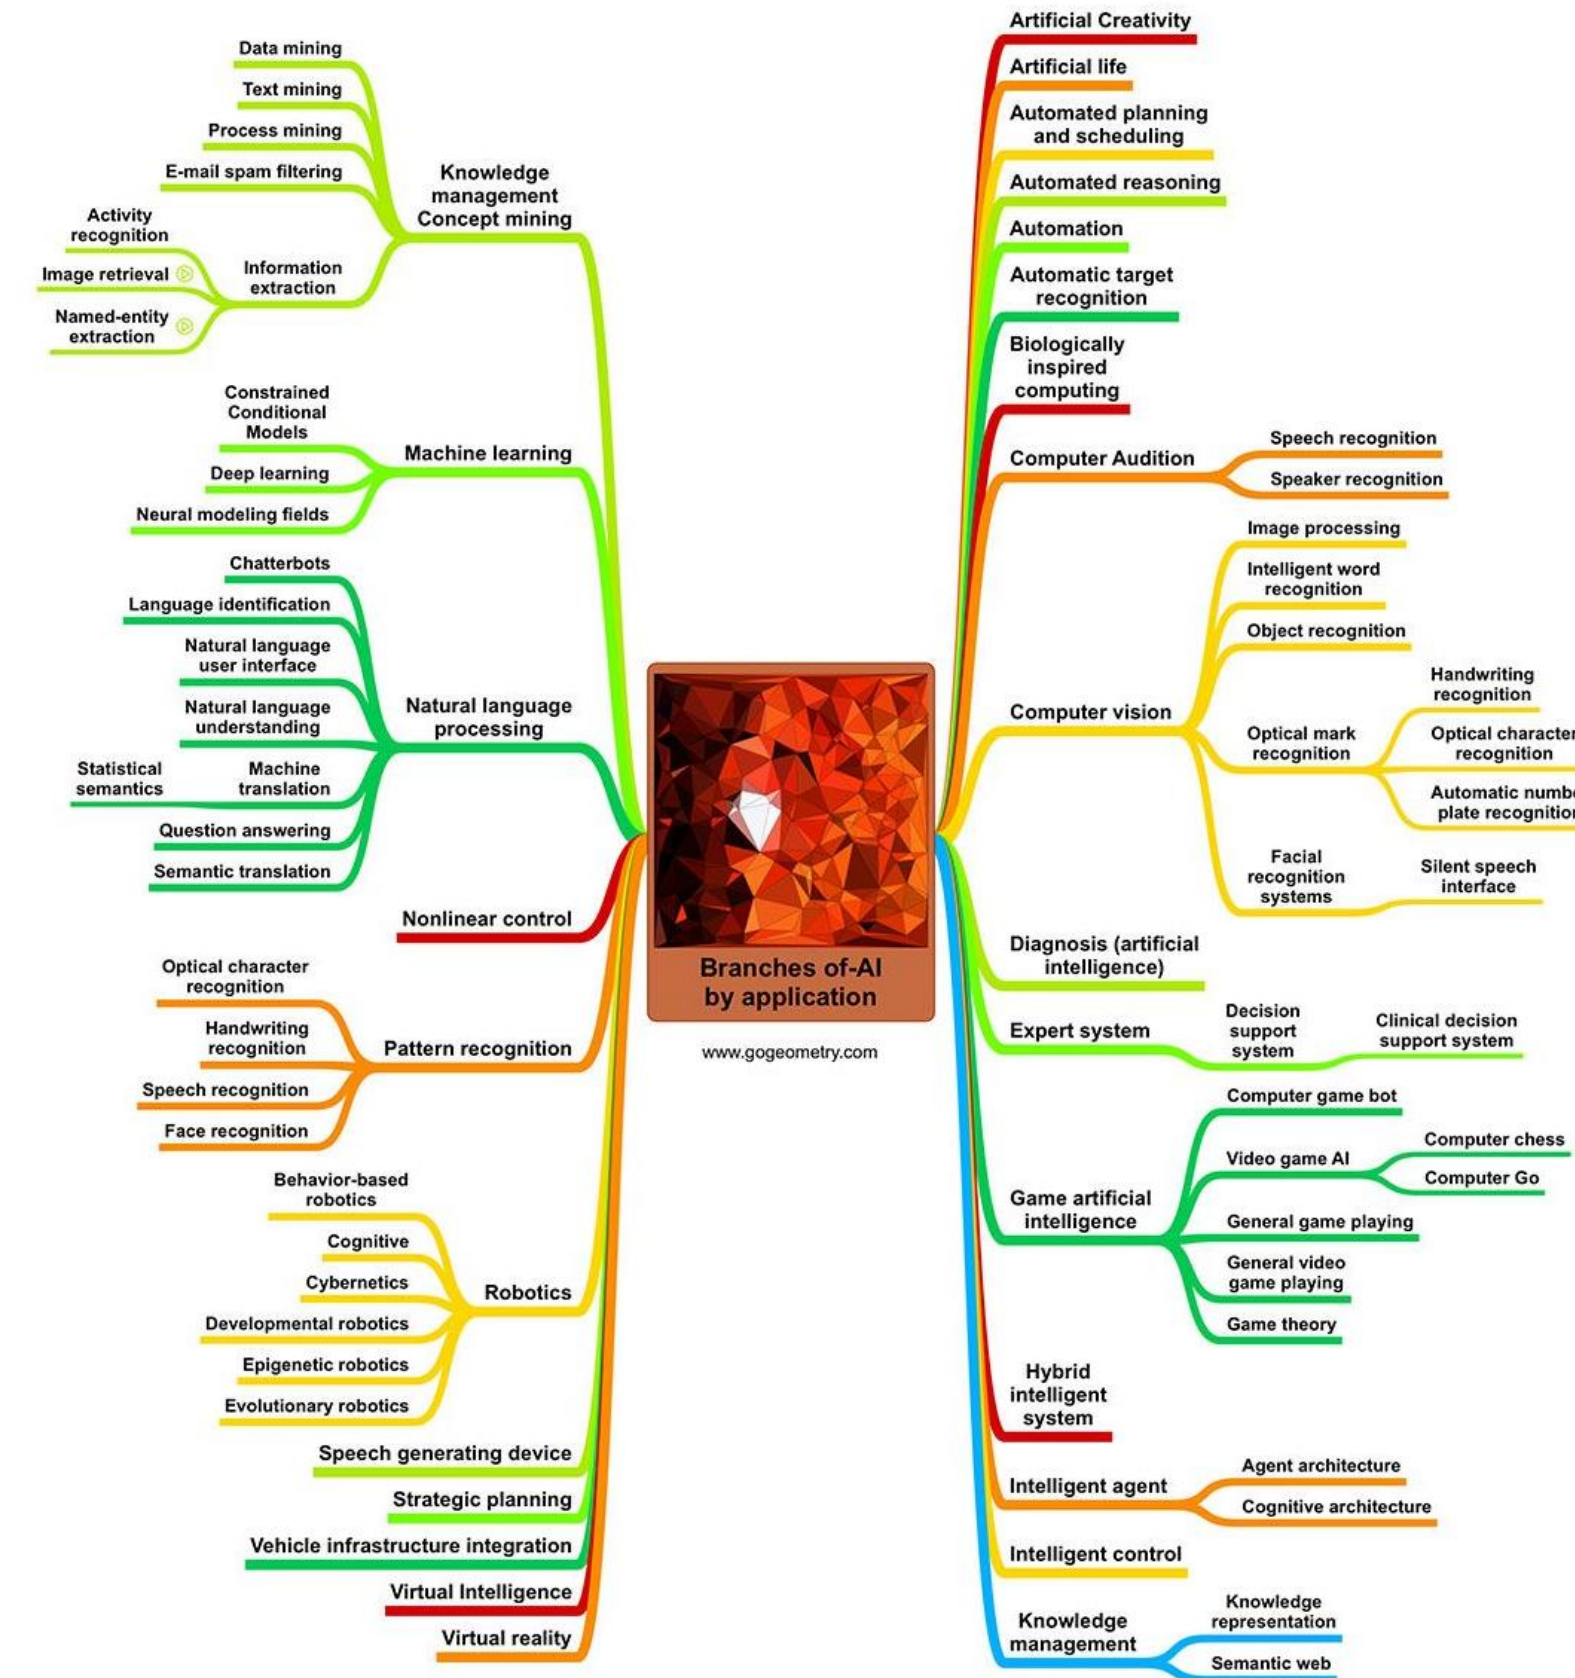 Data mining
Text mining
Process mining
E-mail spam filtering
Activity
recognition
Image retrieval
Named-entity
extraction
Information
extraction
Knowledge
management
Concept mining
Constrained
Conditional
Models
Deep learning
Neural modeling fields
Machine learning
Chatterbots
Language identification
Natural language
user interface
Natural language
understanding
Statistical
semantics
Machine
translation
Question answering
Semantic translation
Natural language
processing
Nonlinear control
Optical character
recognition
Handwriting
recognition
Speech recognition
Face recognition
Pattern recognition
Behavior-based
robotics
Cognitive
Cybernetics
Developmental robotics
Epigenetic robotics
Evolutionary robotics
Robotics
Speech generating device
Strategic planning
Vehicle infrastructure integration
Virtual Intelligence
Virtual reality
Branches of-AI
by application
www.gogeometry.com
Artificial Creativity
Artificial life
Automated planning
and scheduling
Automated reasoning
Automation
Automatic target
recognition
Biologically
inspired
computing
Computer Audition
Speech recognition
Speaker recognition
Computer vision
Image processing
Intelligent word
recognition
Object recognition
Optical mark
recognition
Handwriting
recognition
Optical character
recognition
Automatic numbe
plate recognition
Facial
recognition
systems
Silent speech
interface
Diagnosis (artificial
intelligence)
Expert system
Decision
support
system
Clinical decision
support system
Game artificial
intelligence
Computer game bot
Video game AI
Computer chess
Computer Go
General game playing
General video
game playing
Game theory
Hybrid
intelligent
system
Intelligent agent
Agent architecture
Cognitive architecture
Intelligent control
Knowledge
management
Knowledge
representation
Semantic web